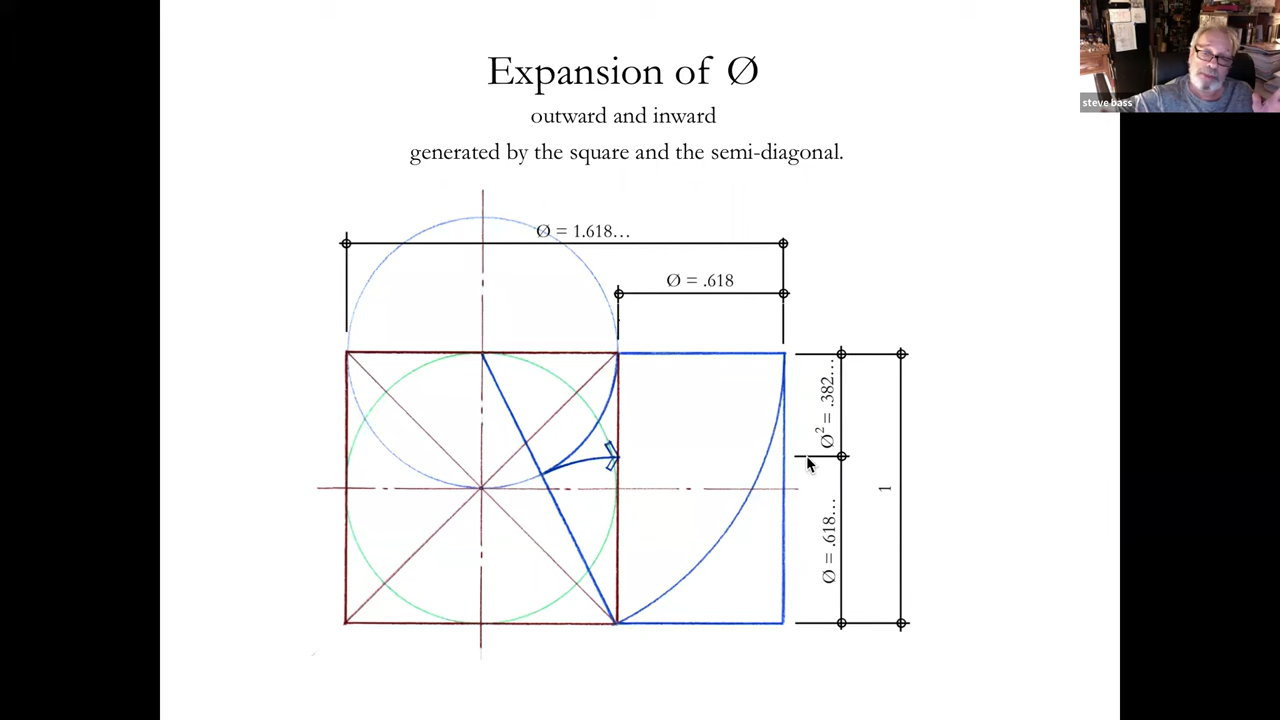 Expansion of Ø
outward and inward
generated by the square and the semi-diagonal.
Ø = 1.618…
Ø = .618
Ø² = .382…
Ø = .618…
1
steve bass